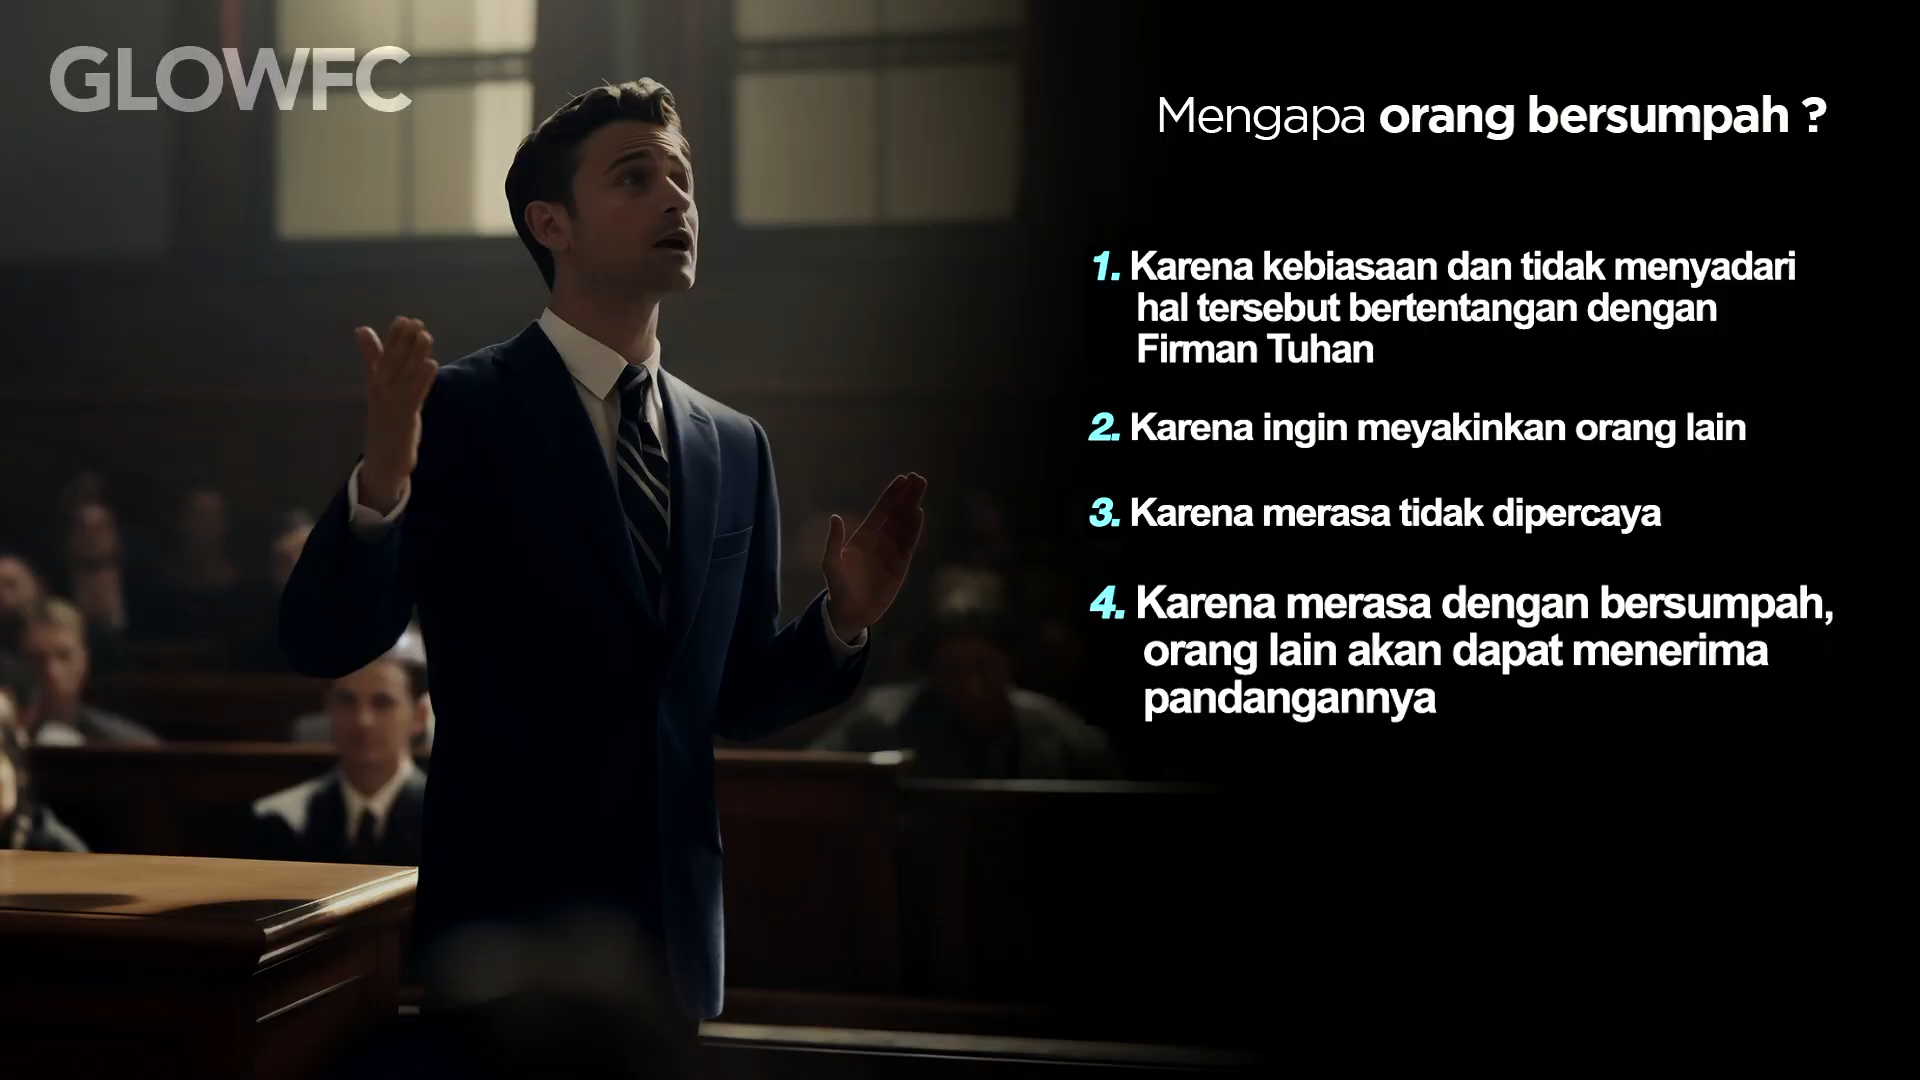 GLOWFC
Mengapa orang bersumpah ?
1. Karena kebiasaan dan tidak menyadari
hal tersebut bertentangan dengan
Firman Tuhan
2. Karena ingin meyakinkan orang lain
3. Karena merasa tidak dipercaya
4. Karena merasa dengan bersumpah,
orang lain akan dapat menerima
pandangannya